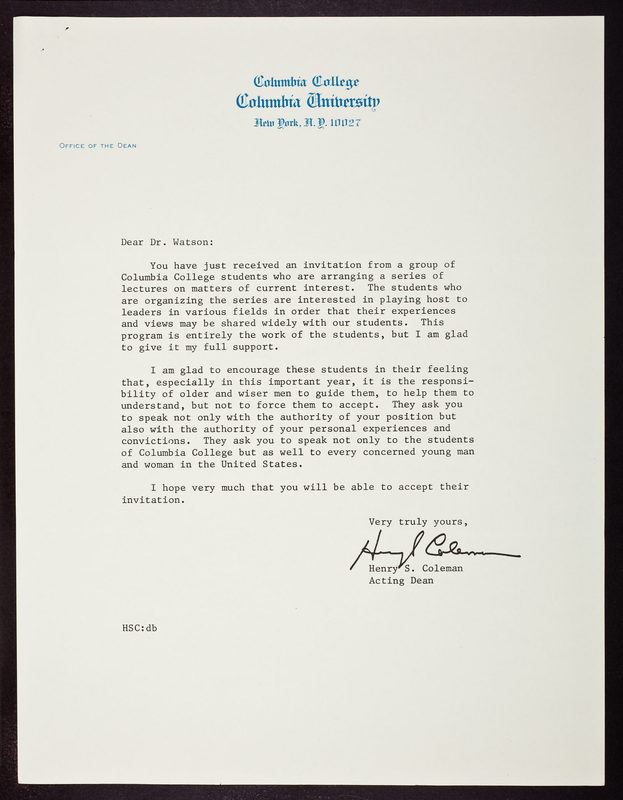 Columbia College
Columbia University
New York, N. Y. 10027
OFFICE OF THE DEAN
Dear Dr. Watson:
You have just received an invitation from a group of
Columbia College students who are arranging a series of
lectures on matters of current interest. The students who
are organizing the series are interested in playing host to
leaders in various fields in order that their experiences
and views may be shared widely with our students. This
program is entirely the work of the students, but I am glad
to give it my full support.
I am glad to encourage these students in their feeling
that, especially in this important year, it is the responsi-
bility of older and wiser men to guide them, to help them to
understand, but not to force them to accept. They ask you
to speak not only with the authority of your position but
also with the authority of your personal experiences and
convictions. They ask you to speak not only to the students
of Columbia College but as well to every concerned young man
and woman in the United States.
I hope very much that you will be able to accept their
invitation.
Very truly yours,
Henry S. Coleman
Henry S. Coleman
Acting Dean
HSC:db